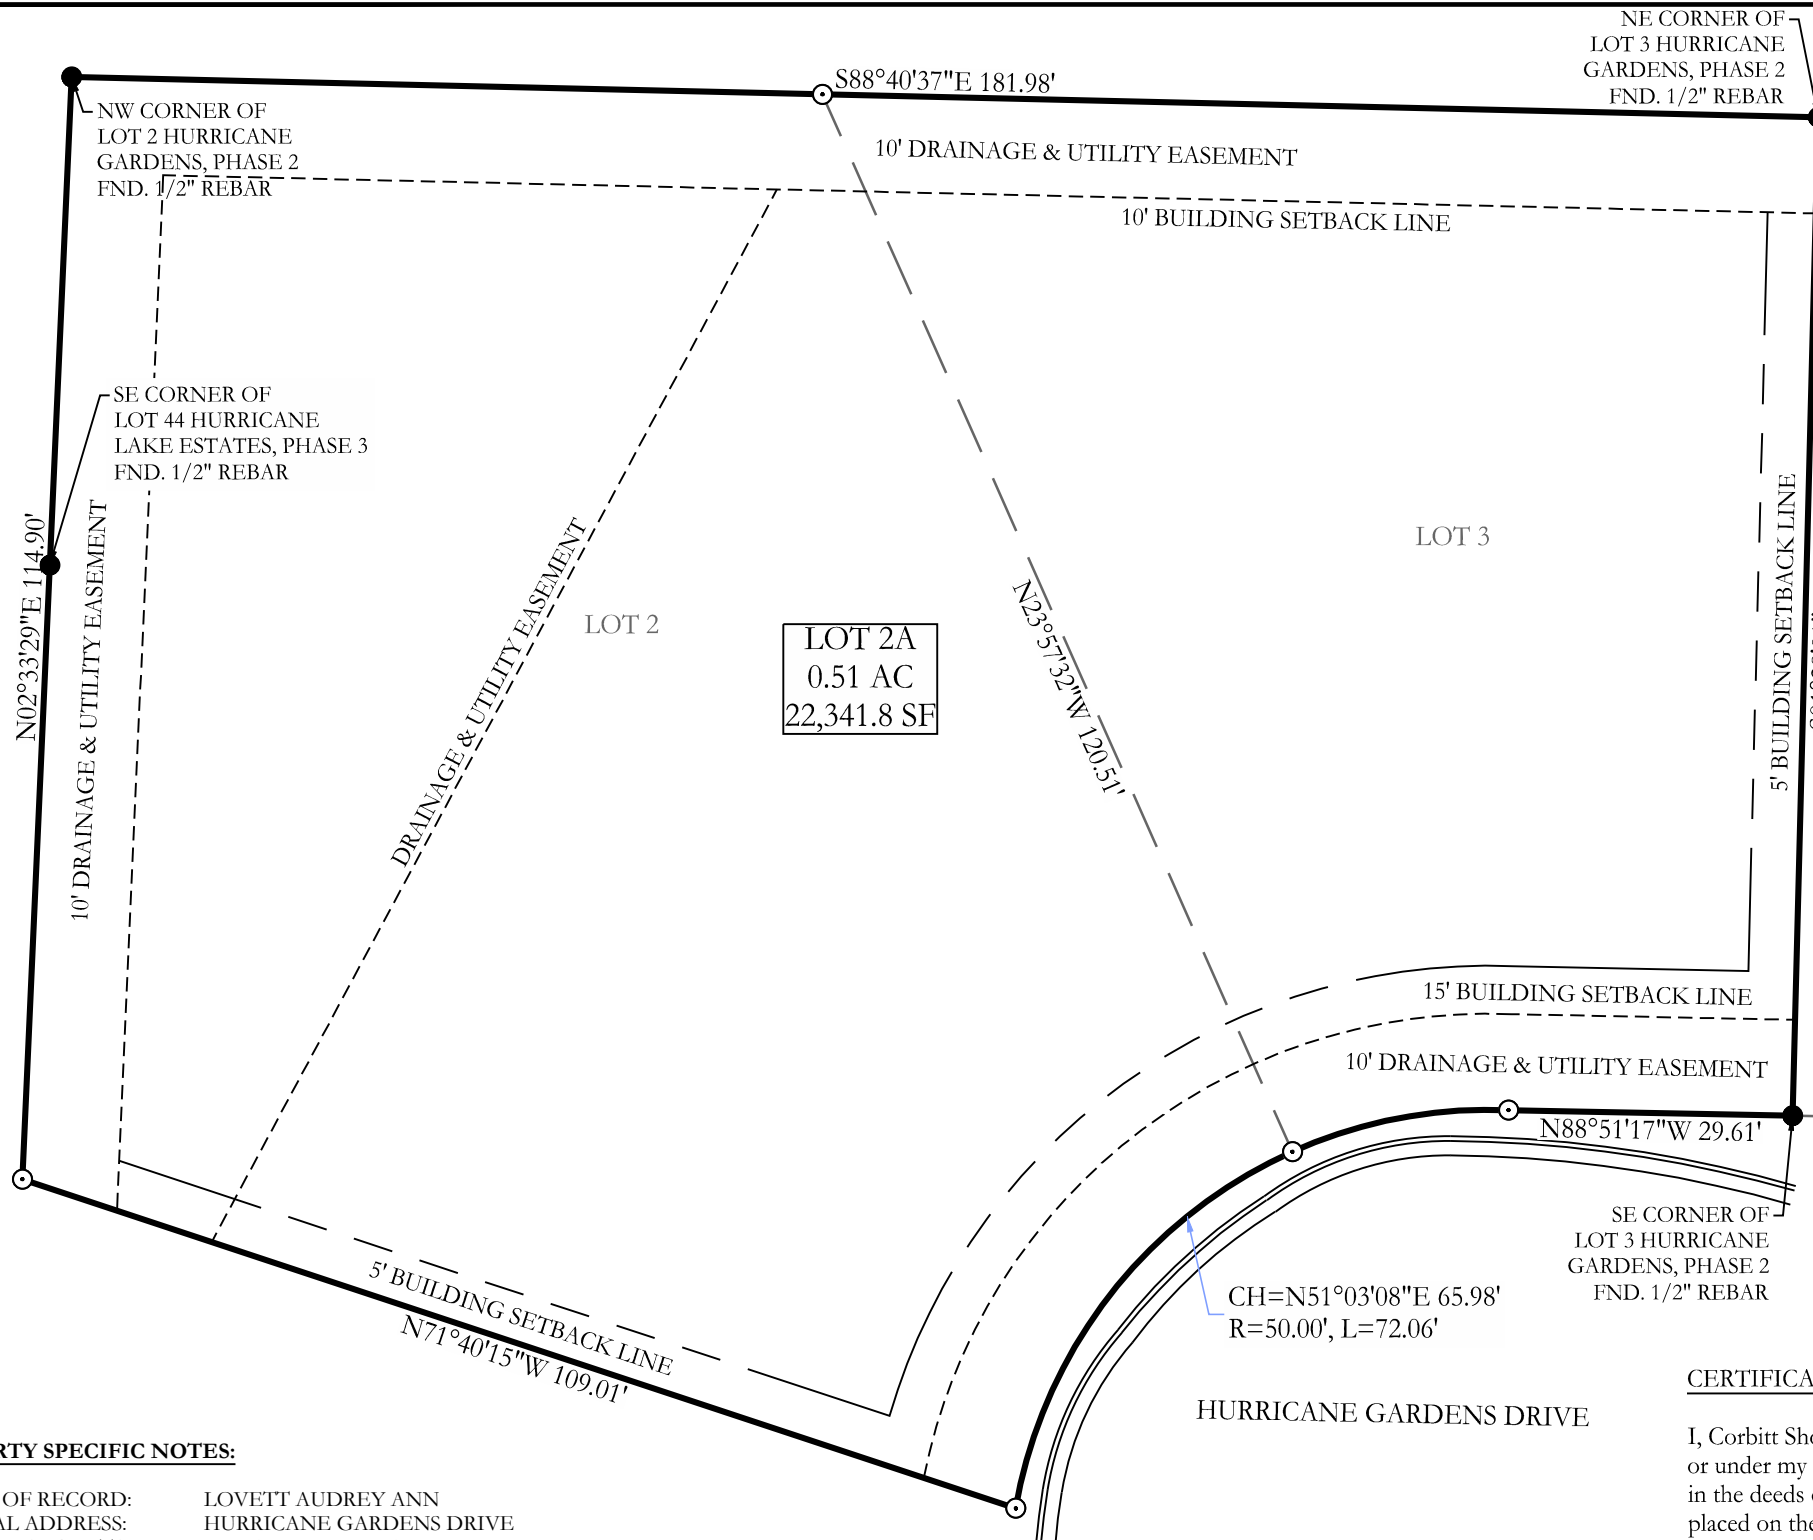 NE CORNER OF
LOT 3 HURRICANE
GARDENS, PHASE 2
FND. 1/2" REBAR
S88°40'37"E 181.98'
NW CORNER OF
LOT 2 HURRICANE
GARDENS, PHASE 2
FND. 1/2" REBAR
10' DRAINAGE & UTILITY EASEMENT
10' BUILDING SETBACK LINE
SE CORNER OF
LOT 44 HURRICANE
LAKE ESTATES, PHASE 3
FND. 1/2" REBAR
N02°33'29"E 114.90'
10' DRAINAGE & UTILITY EASEMENT
DRAINAGE & UTILITY EASEMENT
LOT 2
LOT 2A
0.51 AC
22,341.8 SF
N23°57'32"W 120.51'
LOT 3
5' BUILDING SETBACK LINE
15' BUILDING SETBACK LINE
10' DRAINAGE & UTILITY EASEMENT
N88°51'17"W 29.61'
SE CORNER OF
LOT 3 HURRICANE
GARDENS, PHASE 2
FND. 1/2" REBAR
CH=N51°03'08"E 65.98'
R=50.00', L=72.06'
5' BUILDING SETBACK LINE
N71°40'15"W 109.01'
HURRICANE GARDENS DRIVE
CERTIFICA
I, Corbitt Sho
or under my
in the deeds
placed on the
RTY SPECIFIC NOTES:
OF RECORD: LOVETT AUDREY ANN
AL ADDRESS: HURRICANE GARDENS DRIVE